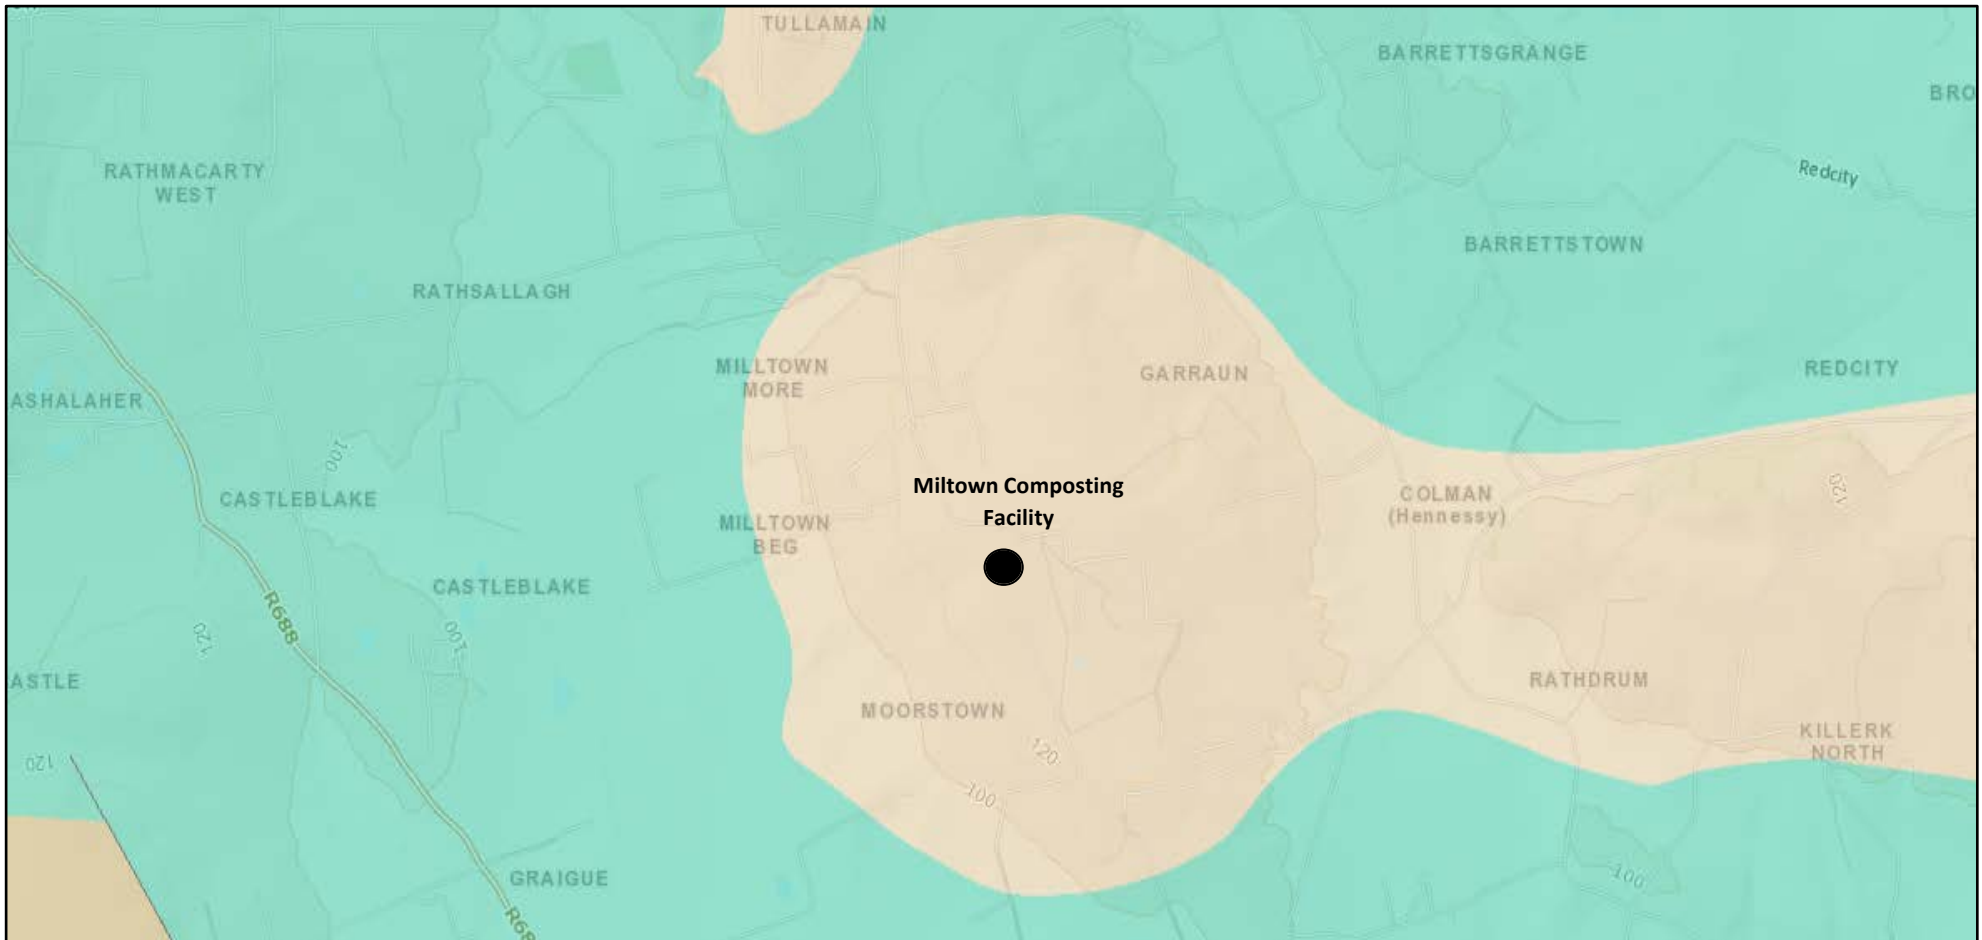 TULLAMAIN
BARRETTSGRANGE
BRO
RATHMACARTY
WEST
Redcity
BARRETTSTOWN
RATHSALLAGH
MILLTOWN
MORE
GARRAUN
REDCITY
ASHALAHER
100
CASTLEBLAKE
Miltown Composting
Facility
COLMAN
(Hennessy)
120
MILLTOWN
BEG
CASTLEBLAKE
R688
120
100
ASTLE
MOORSTOWN
RATHDRUM
KILLERK
NORTH
120
120
100
GRAIGUE
100
R68